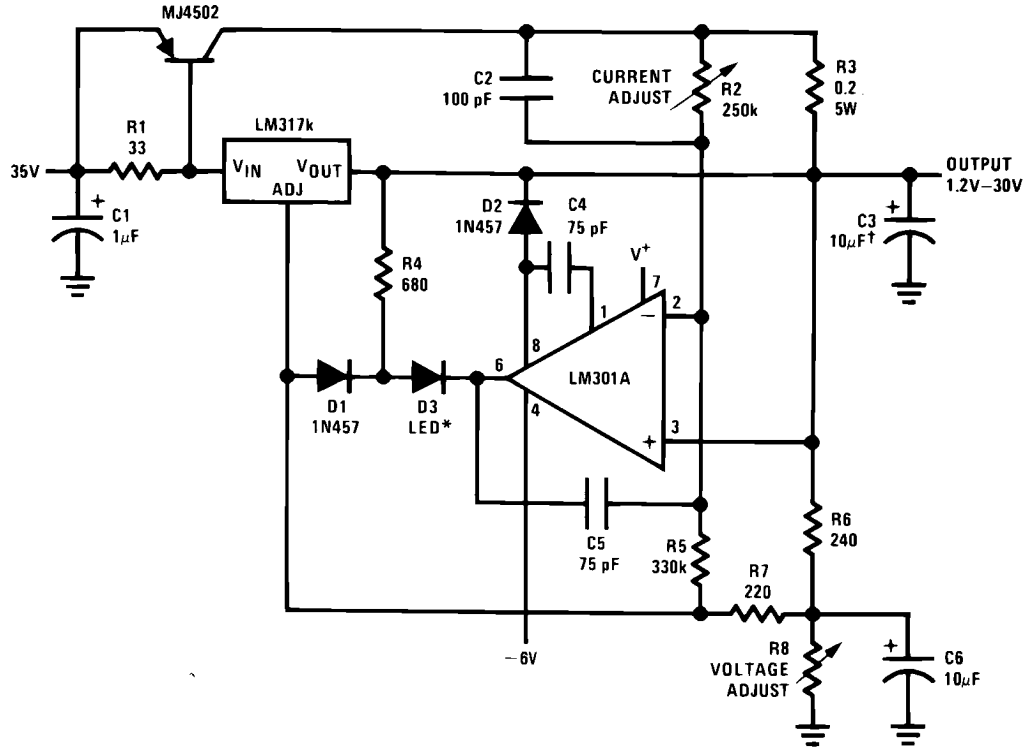 MJ4502
C2
100 pF
CURRENT
ADJUST
R2
250k
R3
0.2
5W
R1
33
LM317k
35V
VIN
VOUT
ADJ
OUTPUT
1.2V–30V
+
C1
1μF
D2
1N457
C4
75 pF
+
C3
10μF†
R4
680
V+
7
1
2
−
8
6
LM301A
D1
1N457
D3
LED*
4
3
+
C5
75 pF
R5
330k
R6
240
R7
220
−6V
R8
VOLTAGE
ADJUST
+
C6
10μF